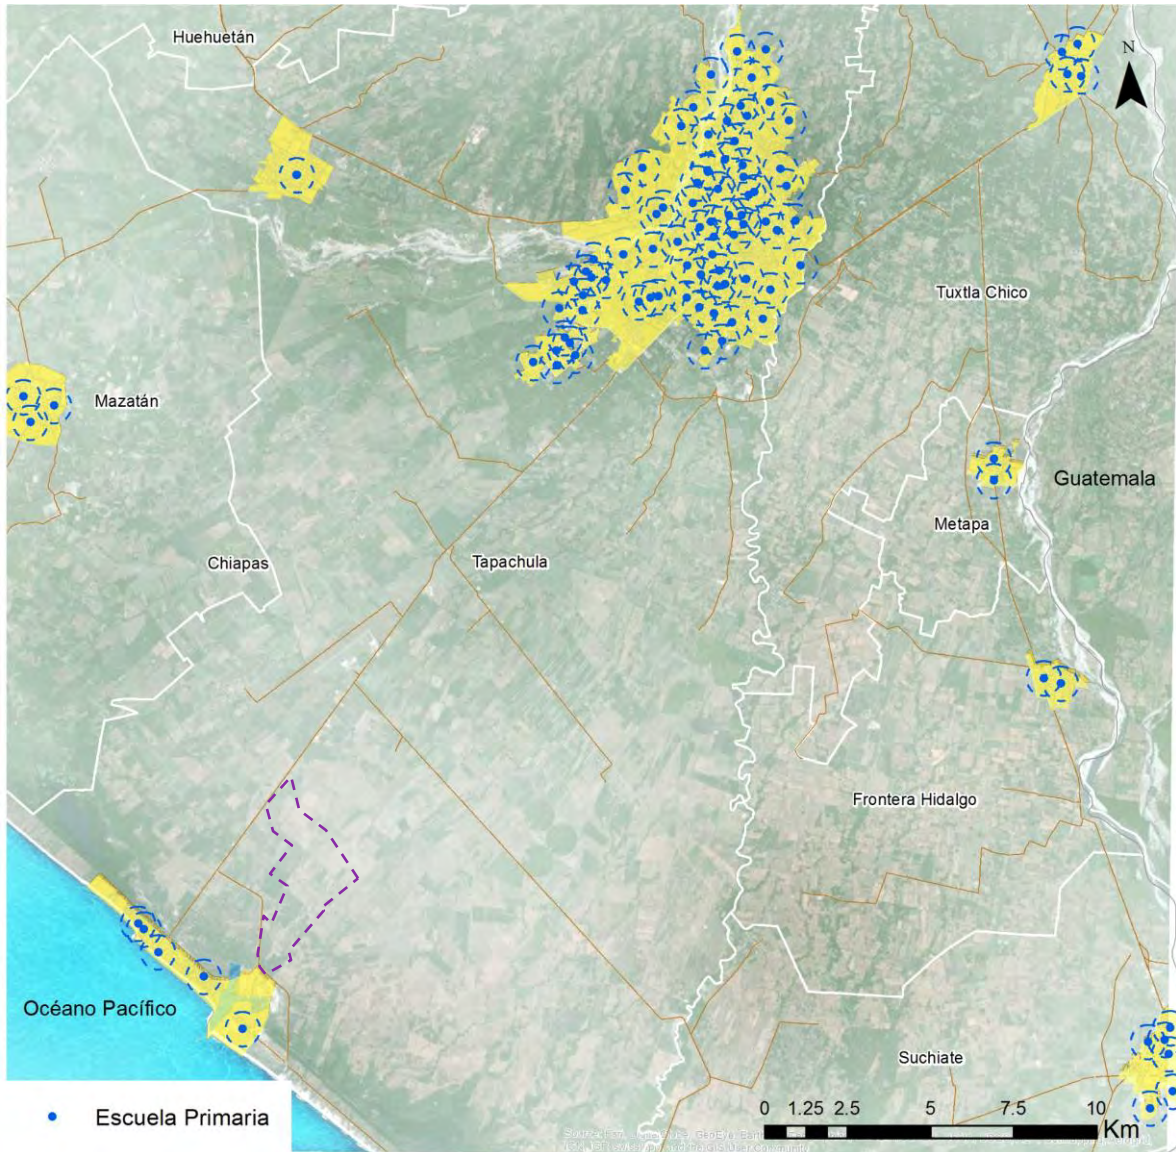 Huehuetán
N
Tuxtla Chico
Mazatán
Guatemala
Metapa
Chiapas
Tapachula
Frontera Hidalgo
Océano Pacífico
Suchiate
Escuela Primaria
0 1.25 2.5 5 7.5 10
Km